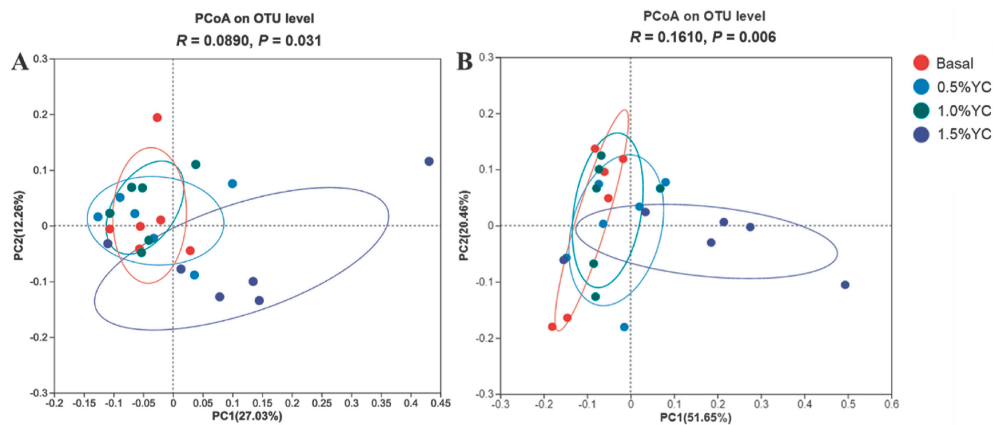 A
PCoA on OTU level
R = 0.0890, P = 0.031
PC2(12.26%)
0.3
0.2
0.1
0
-0.1
-0.2
-0.3
-0.2
-0.15
-0.1
-0.05
0
0.05
0.1
0.15
0.2
0.25
0.3
0.35
0.4
0.45
PC1(27.03%)
B
PCoA on OTU level
R = 0.1610, P = 0.006
PC2(20.46%)
0.3
0.2
0.1
0
-0.1
-0.2
-0.3
-0.3
-0.2
-0.1
0
0.1
0.2
0.3
0.4
0.5
0.6
PC1(51.65%)
Basal
0.5%YC
1.0%YC
1.5%YC